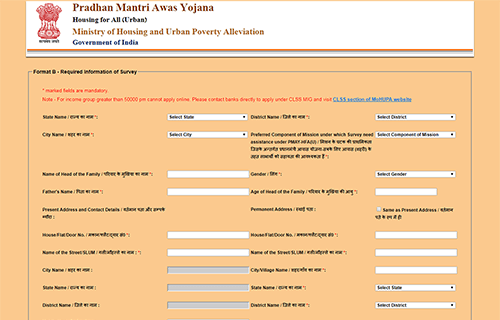 Pradhan Mantri Awas Yojana
Housing for All (Urban)
Ministry of Housing and Urban Poverty Alleviation
Government of India
सत्यमेव जयते
Format B - Required Information of Survey
* marked fields are mandatory.
Note - For income group greater than 50000 pm cannot apply online. Please contact banks directly to apply under CLSS MIG and visit CLSS section of MoHUPA website
State Name / राज्य का नाम *: Select State District Name / जिले का नाम *: Select District
City Name / शहर का नाम *: Select City Preferred Component of Mission under which Survey need Select Component of Mission
assistance under PMAY-HFA(U) / मिशन के घटक की प्राथमिकता
जिसके अन्तर्गत प्रधानमंत्री आवास योजना-सबके लिए आवास (शहरी) के
तहत लाभार्थी को सहायता की आवश्यकता है *:
Name of Head of the Family / परिवार के मुखिया का नाम *: Gender / लिंग *: Select Gender
Father's Name / पिता का नाम *: Age of Head of the Family / परिवार के मुखिया की आयु *:
Present Address and Contact Details / वर्तमान पता और सम्पर्क Permanent Address / स्थाई पता : Same as Present Address / वर्तमान
ब्यौरा : पते के रूप में ही
House/Flat/Door No. / मकान/फ्लैट/द्वार सं० *: House/Flat/Door No. / मकान/फ्लैट/द्वार सं० *:
Name of the Street/SLUM / गली/मौहल्ले का नाम *: Name of the Street/SLUM / गली/मौहल्ले का नाम *:
City Name / शहर का नाम : City/Village Name / शहर/गाँव का नाम *:
State Name / राज्य का नाम : State Name / राज्य का नाम *: Select State
District Name / जिले का नाम : District Name / जिले का नाम *: Select District